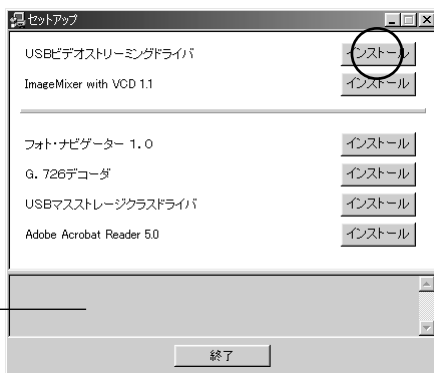 セットアップ
USBビデオストリーミングドライバ インストール
ImageMixer with VCD 1.1 インストール
フォト・ナビゲーター 1.0 インストール
G. 726デコーダ インストール
USBマスストレージクラスドライバ インストール
Adobe Acrobat Reader 5.0 インストール
終了